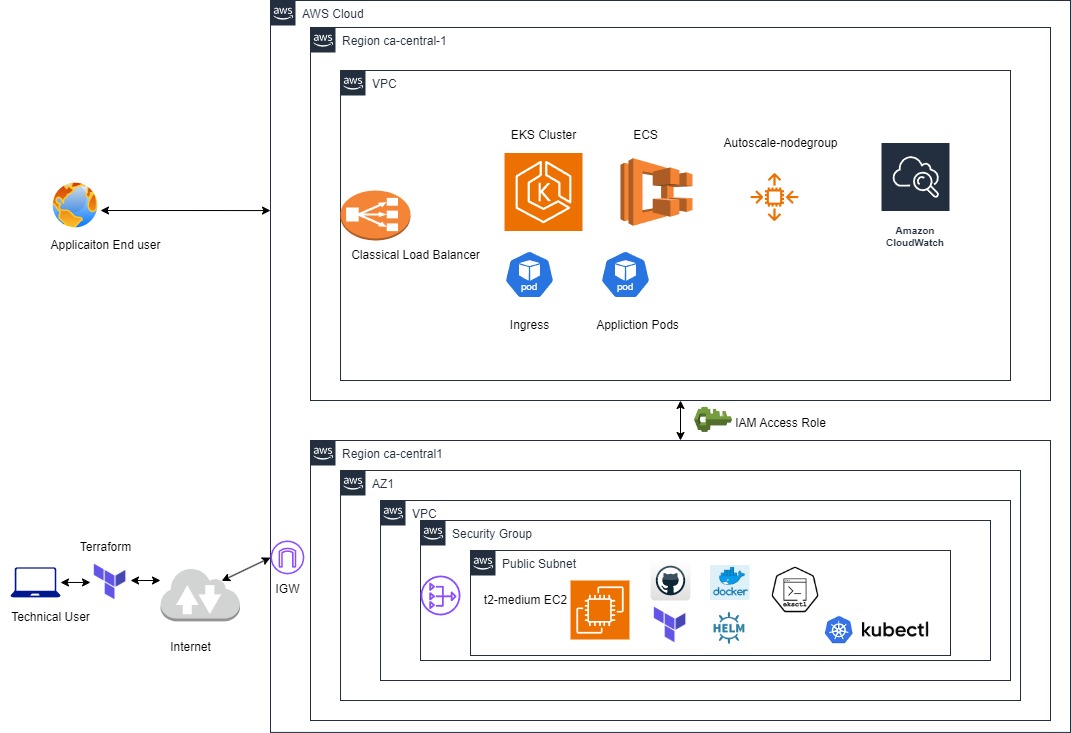 aws
AWS Cloud
aws
Region ca-central-1
aws
VPC
EKS Cluster
ECS
Autoscale-nodegroup
K
Amazon
CloudWatch
Applicaiton End user
Classical Load Balancer
pod
pod
Ingress
Appliction Pods
IAM Access Role
aws
Region ca-central1
aws
AZ1
aws
VPC
aws
Security Group
aws
Public Subnet
Terraform
Technical User
Internet
IGW
t2-medium EC2
docker
eksctl
HELM
kubectl